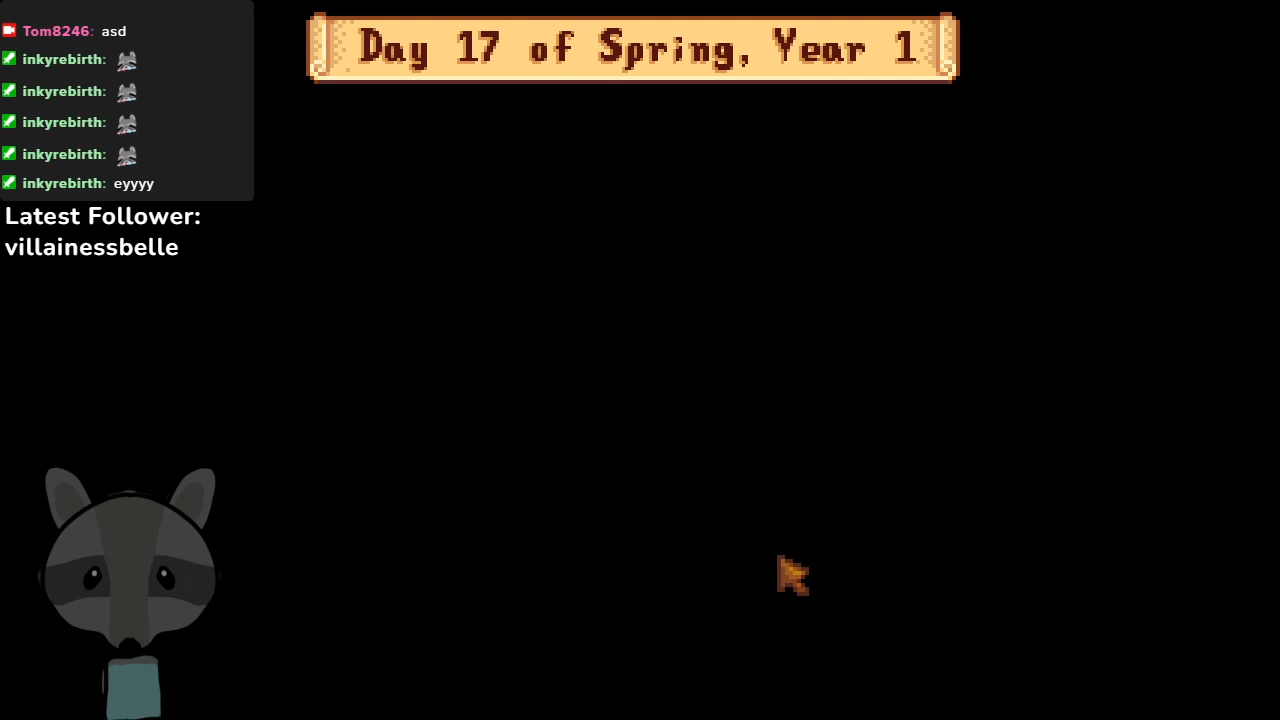 Tom8246: asd
inkyrebirth:
inkyrebirth:
inkyrebirth:
inkyrebirth:
inkyrebirth: eyyyy
Latest Follower:
villainessbelle
Day 17 of Spring, Year 1